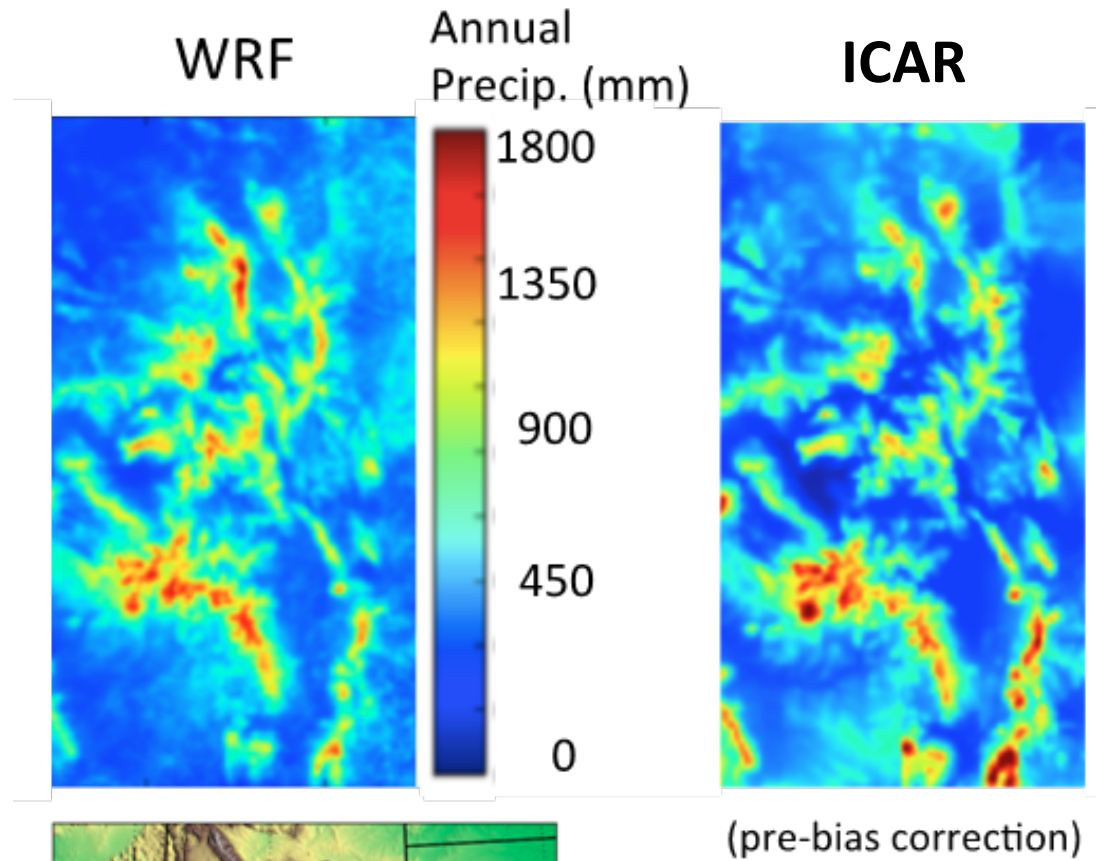 WRF
Annual
Precip. (mm)
ICAR
1800
1350
900
450
0
(pre-bias correction)